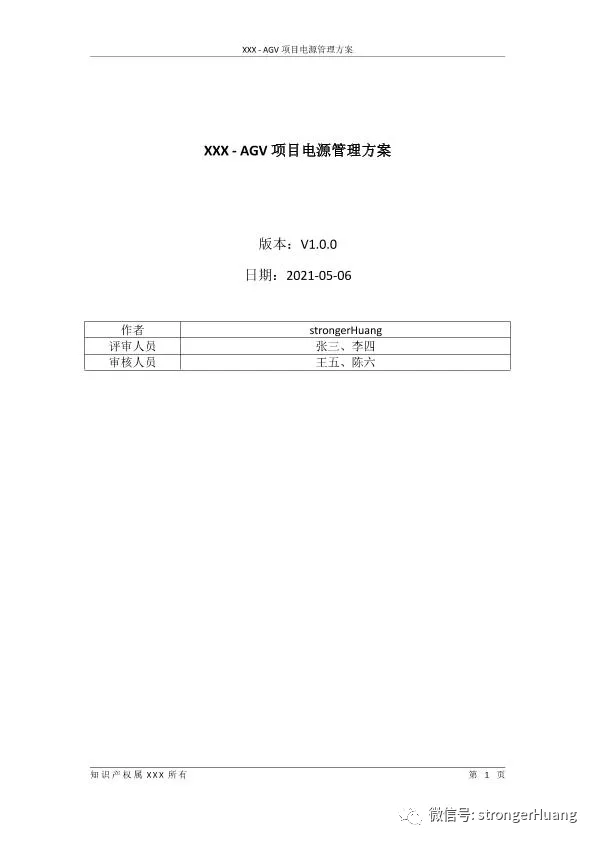 XXX - AGV 项目电源管理方案
XXX - AGV 项目电源管理方案
版本：V1.0.0
日期：2021-05-06
作者 strongerHuang
评审人员 张三、李四
审核人员 王五、陈六
知识产权属 XXX 所有 第 1 页
微信号: strongerHuang